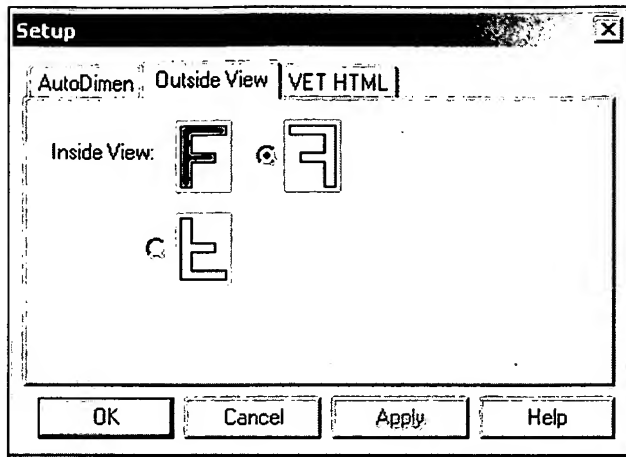 Setup
AutoDimen Outside View VET HTML
Inside View: F
OK Cancel Apply Help